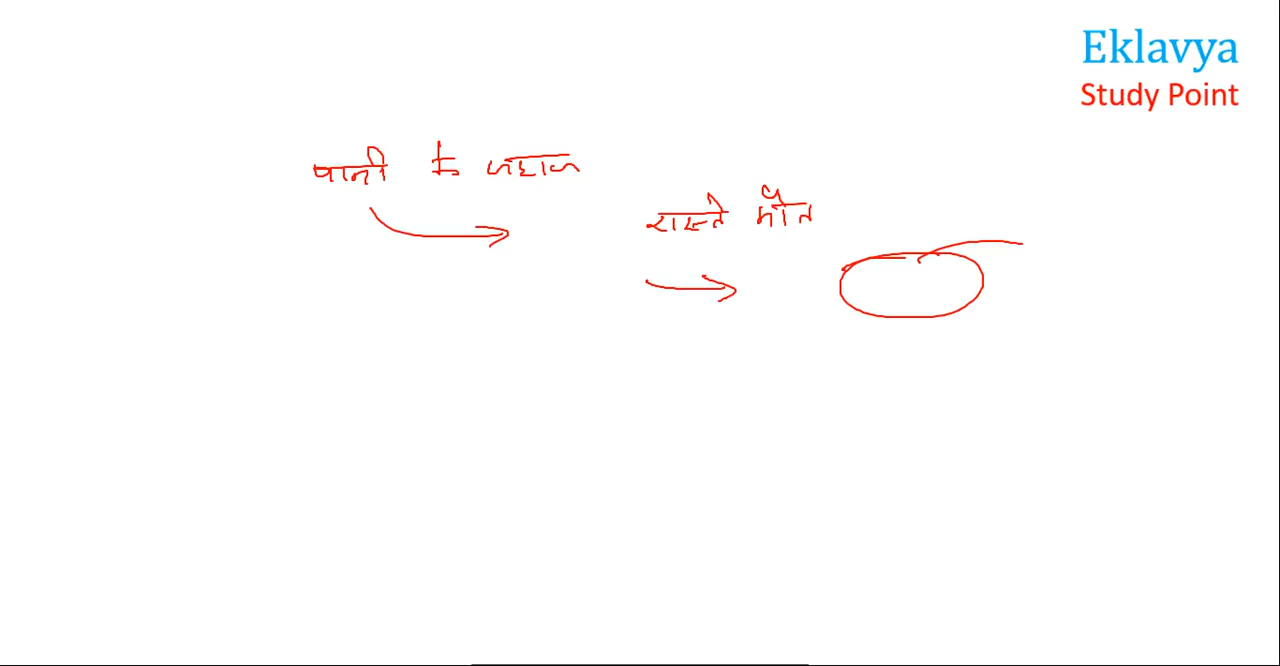 Eklavya
Study Point
पानी के जहाज
रास्ते मौत